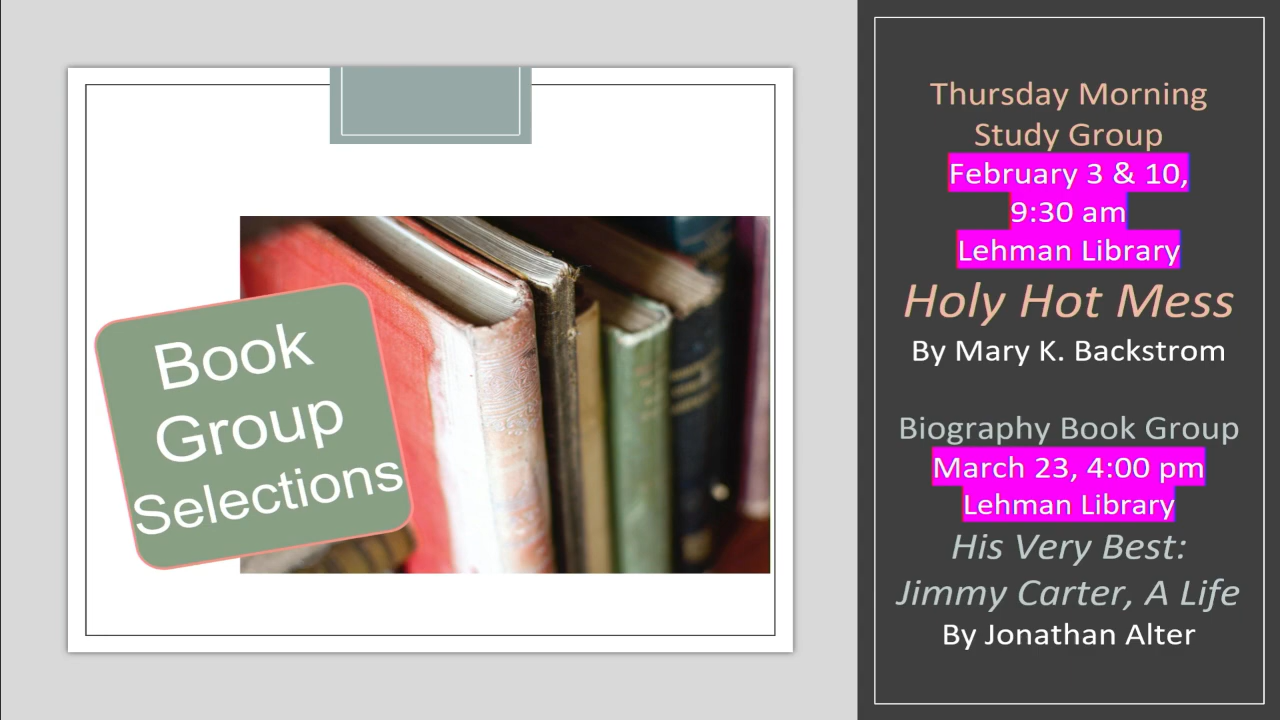 Book
Group
Selections
Thursday Morning
Study Group
February 3 & 10,
9:30 am
Lehman Library
Holy Hot Mess
By Mary K. Backstrom
Biography Book Group
March 23, 4:00 pm
Lehman Library
His Very Best:
Jimmy Carter, A Life
By Jonathan Alter